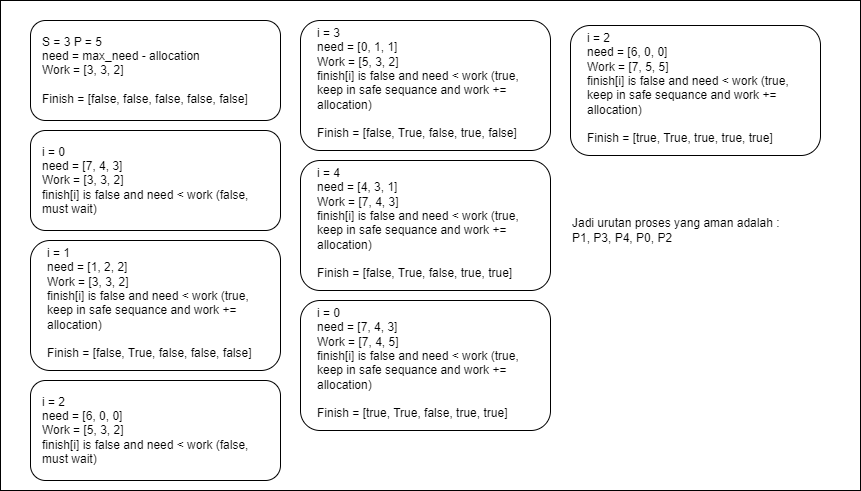 S = 3 P = 5
need = max_need - allocation
Work = [3, 3, 2]
Finish = [false, false, false, false, false]
i = 0
need = [7, 4, 3]
Work = [3, 3, 2]
finish[i] is false and need < work (false,
must wait)
i = 1
need = [1, 2, 2]
Work = [3, 3, 2]
finish[i] is false and need < work (true,
keep in safe sequance and work +=
allocation)
Finish = [false, True, false, false, false]
i = 2
need = [6, 0, 0]
Work = [5, 3, 2]
finish[i] is false and need < work (false,
must wait)
i = 3
need = [0, 1, 1]
Work = [5, 3, 2]
finish[i] is false and need < work (true,
keep in safe sequance and work +=
allocation)
Finish = [false, True, false, true, false]
i = 4
need = [4, 3, 1]
Work = [7, 4, 3]
finish[i] is false and need < work (true,
keep in safe sequance and work +=
allocation)
Finish = [false, True, false, true, true]
i = 0
need = [7, 4, 3]
Work = [7, 4, 5]
finish[i] is false and need < work (true,
keep in safe sequance and work +=
allocation)
Finish = [true, True, false, true, true]
i = 2
need = [6, 0, 0]
Work = [7, 5, 5]
finish[i] is false and need < work (true,
keep in safe sequance and work +=
allocation)
Finish = [true, True, true, true, true]
Jadi urutan proses yang aman adalah :
P1, P3, P4, P0, P2